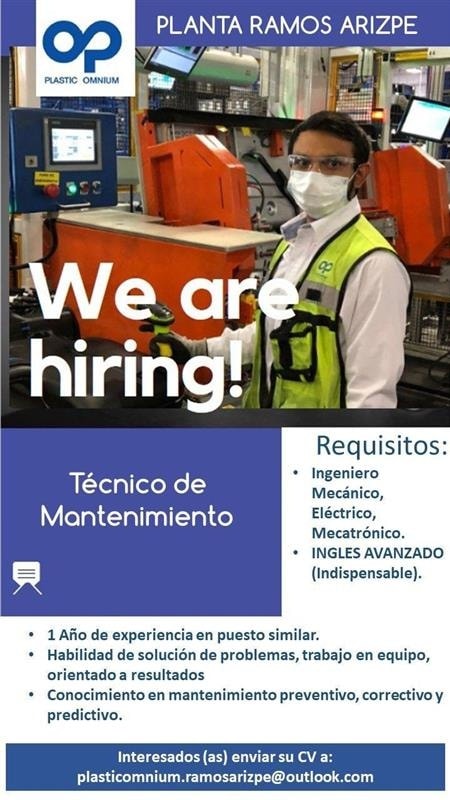 PLANTA RAMOS ARIZPE
OP
PLASTIC OMNIUM
OP
We are
hiring!
Técnico de
Mantenimiento
Requisitos:
• Ingeniero
Mecánico,
Eléctrico,
Mecatrónico.
• INGLES AVANZADO
(Indispensable).
• 1 Año de experiencia en puesto similar.
• Habilidad de solución de problemas, trabajo en equipo,
orientado a resultados
• Conocimiento en mantenimiento preventivo, correctivo y
predictivo.
Interesados (as) enviar su CV a:
plasticomnium.ramosarizpe@outlook.com